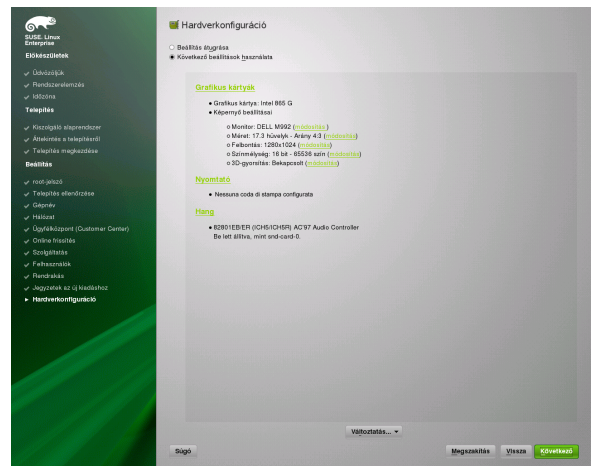 SUSE. Linux
Enterprise
Előkészületek
Üdvözöljük
Rendszerelemzés
Időzóna
Telepítés
Kiszolgáló alaprendszer
Áttekintés a telepítésről
Telepítés megkezdése
Beállítás
root-jelszó
Telepítés ellenőrzése
Gépnév
Hálózat
Ügyfélközpont (Customer Center)
Online frissítés
Szolgáltatás
Felhasználók
Rendrakás
Jegyzetek az új kiadáshoz
Hardverkonfiguráció
Hardverkonfiguráció
Beállítás átugrása
Következő beállítások használata
Grafikus kártyák
Grafikus kártya: Intel 865 G
Képernyő beállításai
Monitor: DELL M992 (módosítás)
Méret: 17.3 hüvelyk - Arány 4:3 (módosítás)
Felbontás: 1280x1024 (módosítás)
Színmélység: 16 bit - 65536 szín (módosítás)
3D-gyorsítás: Bekapcsolt (módosítás)
Nyomtató
Nessuna coda di stampa configurata
Hang
82801EB/ER (ICH5/ICH5R) AC'97 Audio Controller
Be lett állítva, mint snd-card-0.
Változtatás...
Súgó
Megszakítás
Vissza
Következő